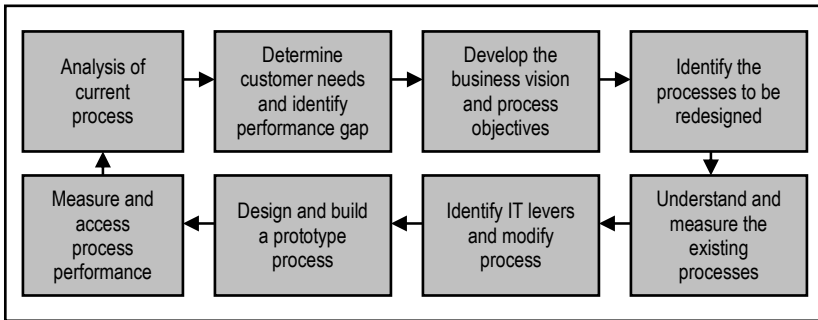 Analysis of
current
process
Determine
customer needs
and identify
performance gap
Develop the
business vision
and process
objectives
Identify the
processes to be
redesigned
Understand and
measure the
existing
processes
Identify IT levers
and modify
process
Design and build
a prototype
process
Measure and
access
process
performance